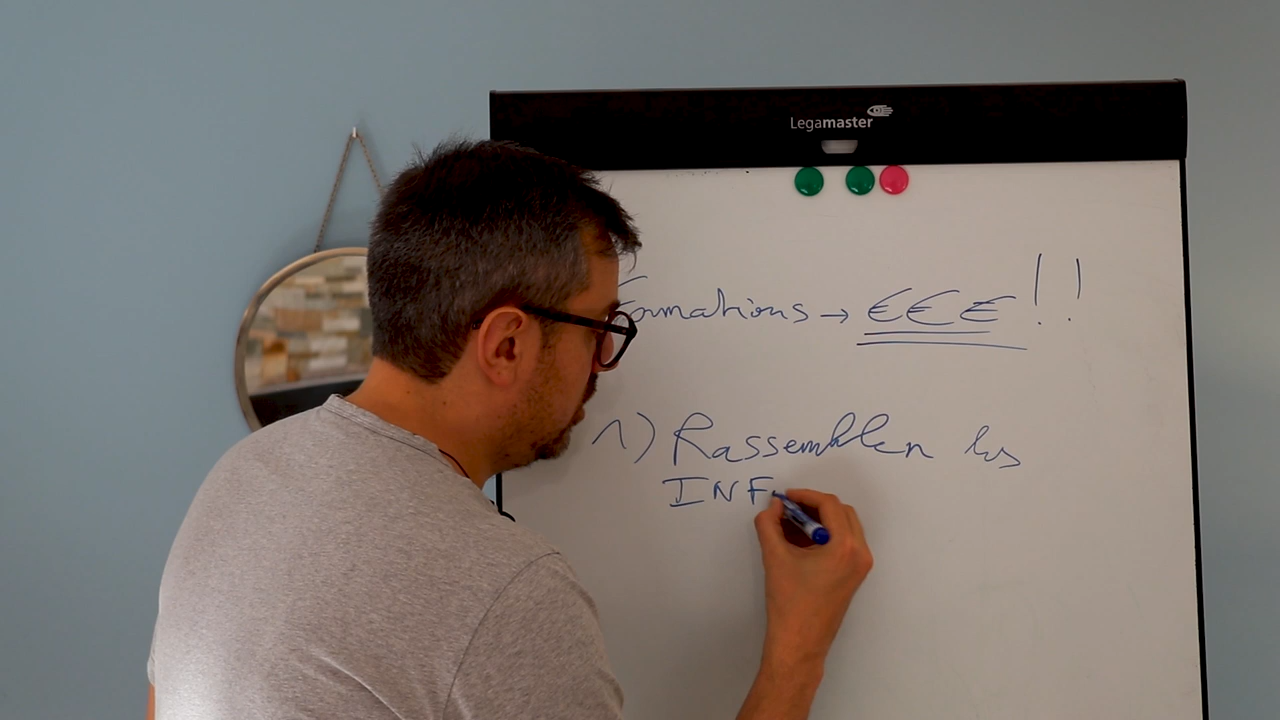 Legamaster
Formations → €€€!!
1) Rassembler les
INF